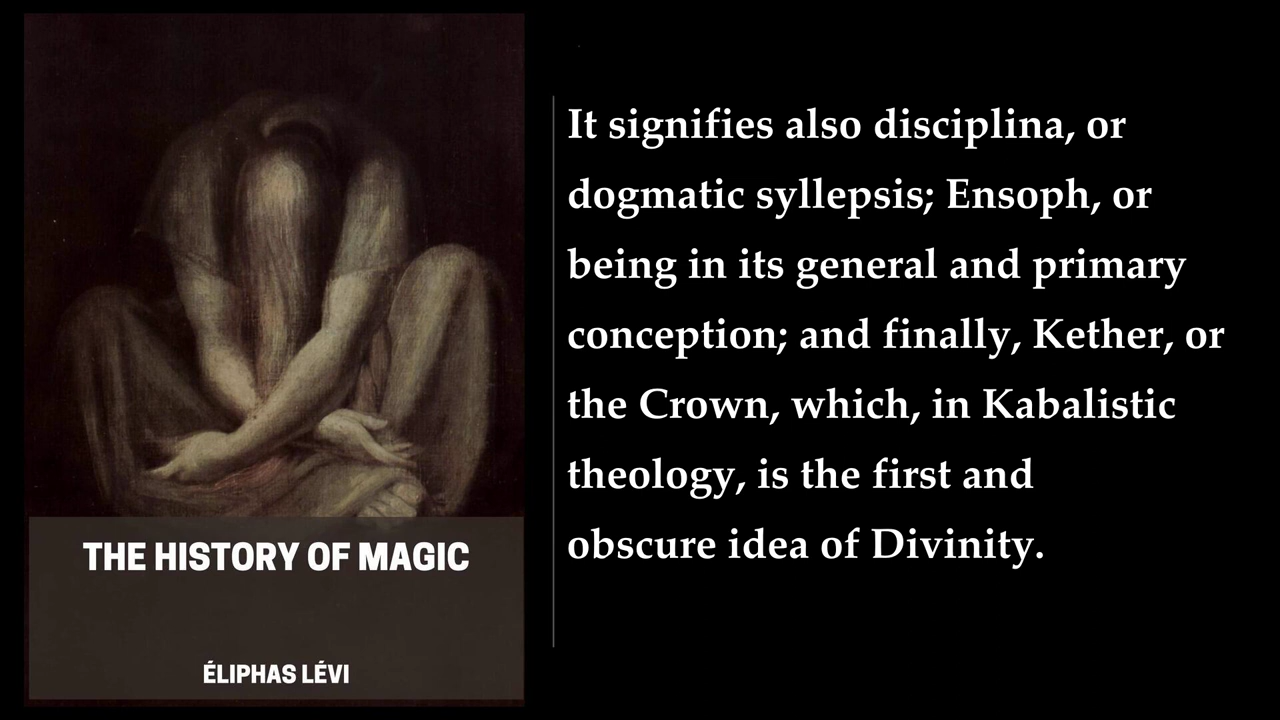 THE HISTORY OF MAGIC
ÉLIPHAS LÉVI
It signifies also disciplina, or
dogmatic syllepsis; Ensoph, or
being in its general and primary
conception; and finally, Kether, or
the Crown, which, in Kabalistic
theology, is the first and
obscure idea of Divinity.